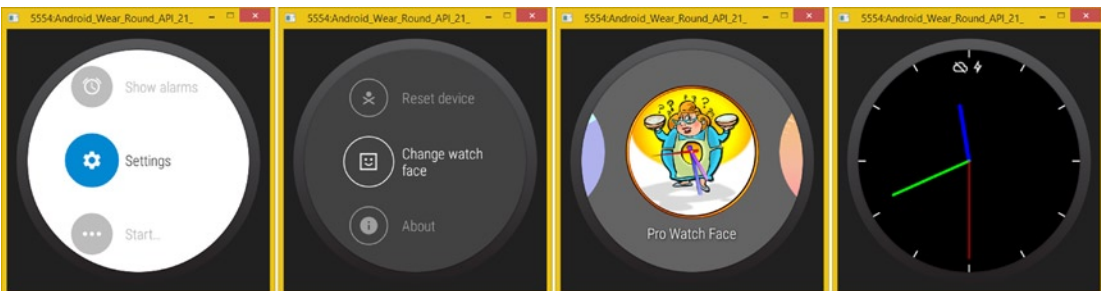 5554:Android_Wear_Round_API_21_
Show alarms
Settings
Start...
5554:Android_Wear_Round_API_21_
Reset device
Change watch
face
About
5554:Android_Wear_Round_API_21_
Pro Watch Face
5554:Android_Wear_Round_API_21_